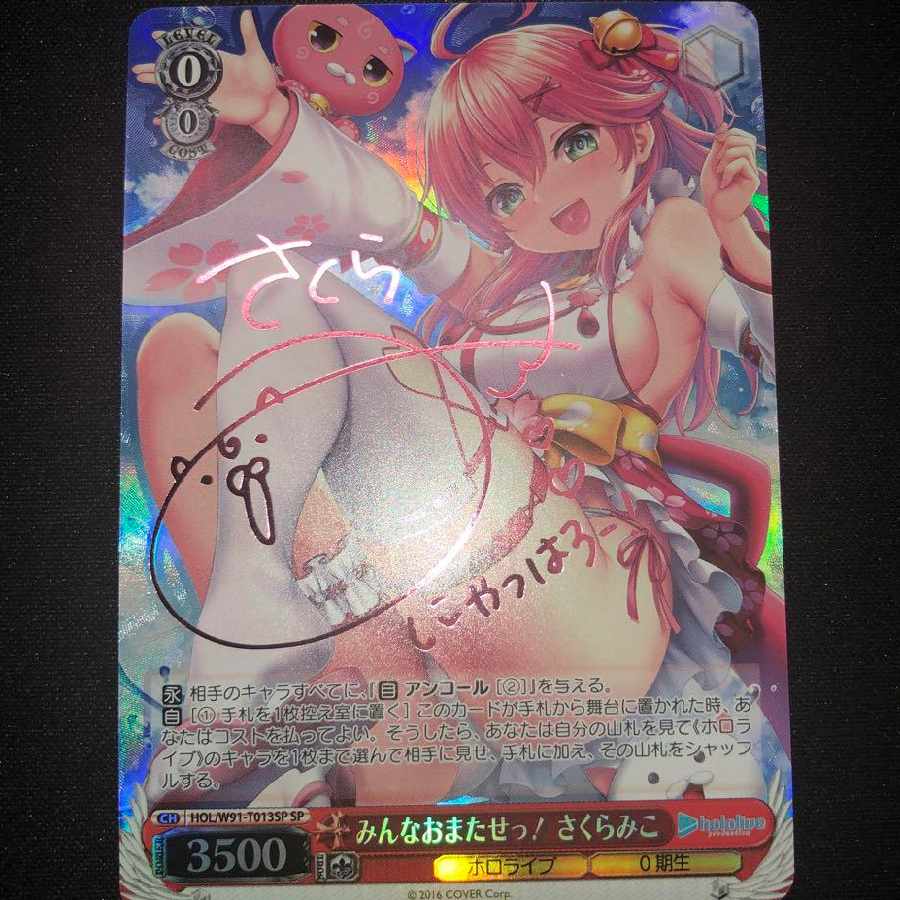 LEVEL
0
0
COST
さくら
みこ
にゃっはろー
永 相手のキャラすべてに、「自 アンコール [②]」を与える。
自 [① 手札を1枚控え室に置く] このカードが手札から舞台に置かれた時、あ
なたはコストを払ってよい。そうしたら、あなたは自分の山札を見て《ホロ
ライブ》のキャラを1枚まで選んで相手に見せ、手札に加え、その山札をシャッフ
ルする。
CH HOL/W91-T013SP SP
みんなおまたせっ! さくらみこ
hololive
production
POWER
3500
ホロライブ
0期生
©2016 COVER Corp.